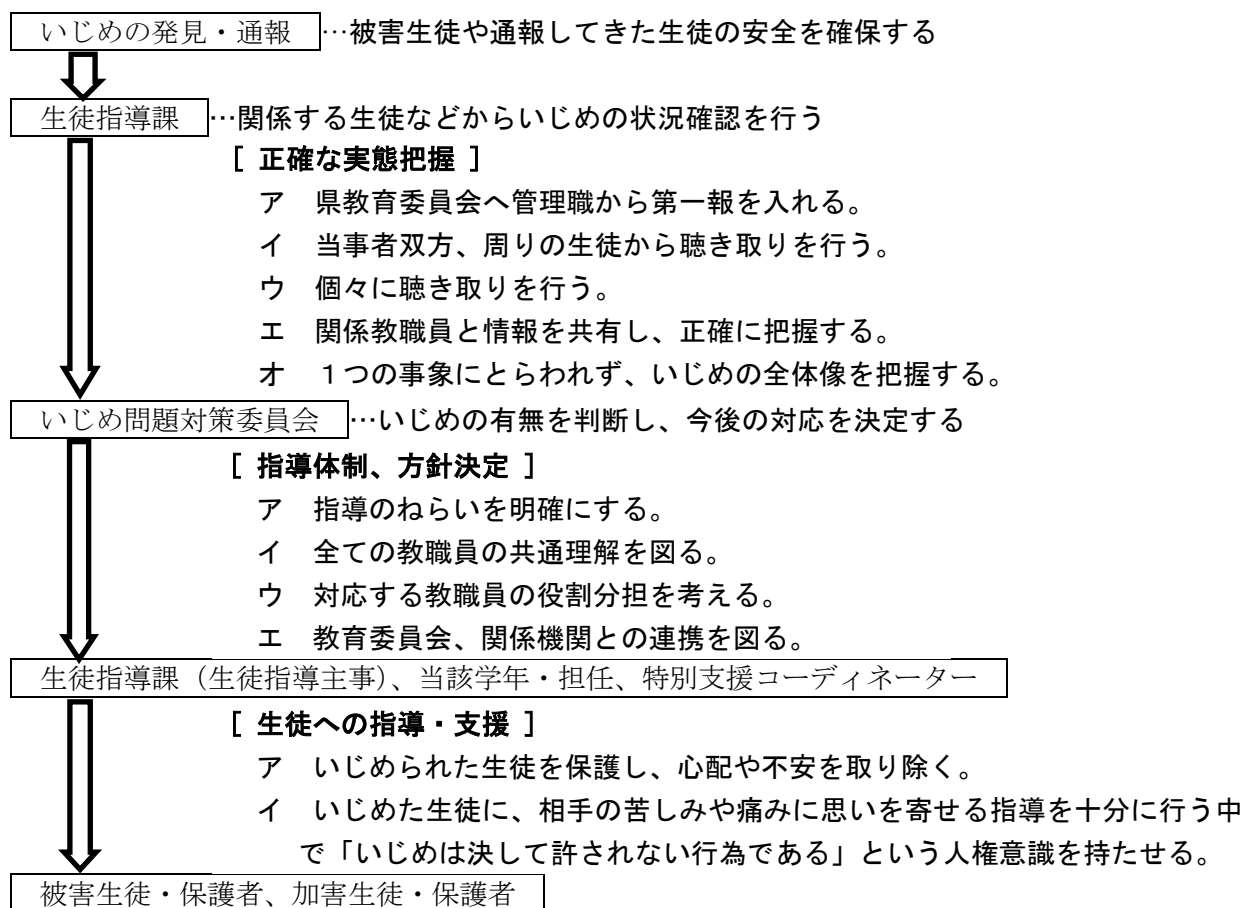 いじめの発見・通報 …被害生徒や通報してきた生徒の安全を確保する
生徒指導課 …関係する生徒などからいじめの状況確認を行う
［ 正確な実態把握 ］
ア　県教育委員会へ管理職から第一報を入れる。
イ　当事者双方、周りの生徒から聴き取りを行う。
ウ　個々に聴き取りを行う。
エ　関係教職員と情報を共有し、正確に把握する。
オ　１つの事象にとらわれず、いじめの全体像を把握する。
いじめ問題対策委員会 …いじめの有無を判断し、今後の対応を決定する
［ 指導体制、方針決定 ］
ア　指導のねらいを明確にする。
イ　全ての教職員の共通理解を図る。
ウ　対応する教職員の役割分担を考える。
エ　教育委員会、関係機関との連携を図る。
生徒指導課（生徒指導主事）、当該学年・担任、特別支援コーディネーター
［ 生徒への指導・支援 ］
ア　いじめられた生徒を保護し、心配や不安を取り除く。
イ　いじめた生徒に、相手の苦しみや痛みに思いを寄せる指導を十分に行う中
で「いじめは決して許されない行為である」という人権意識を持たせる。
被害生徒・保護者、加害生徒・保護者